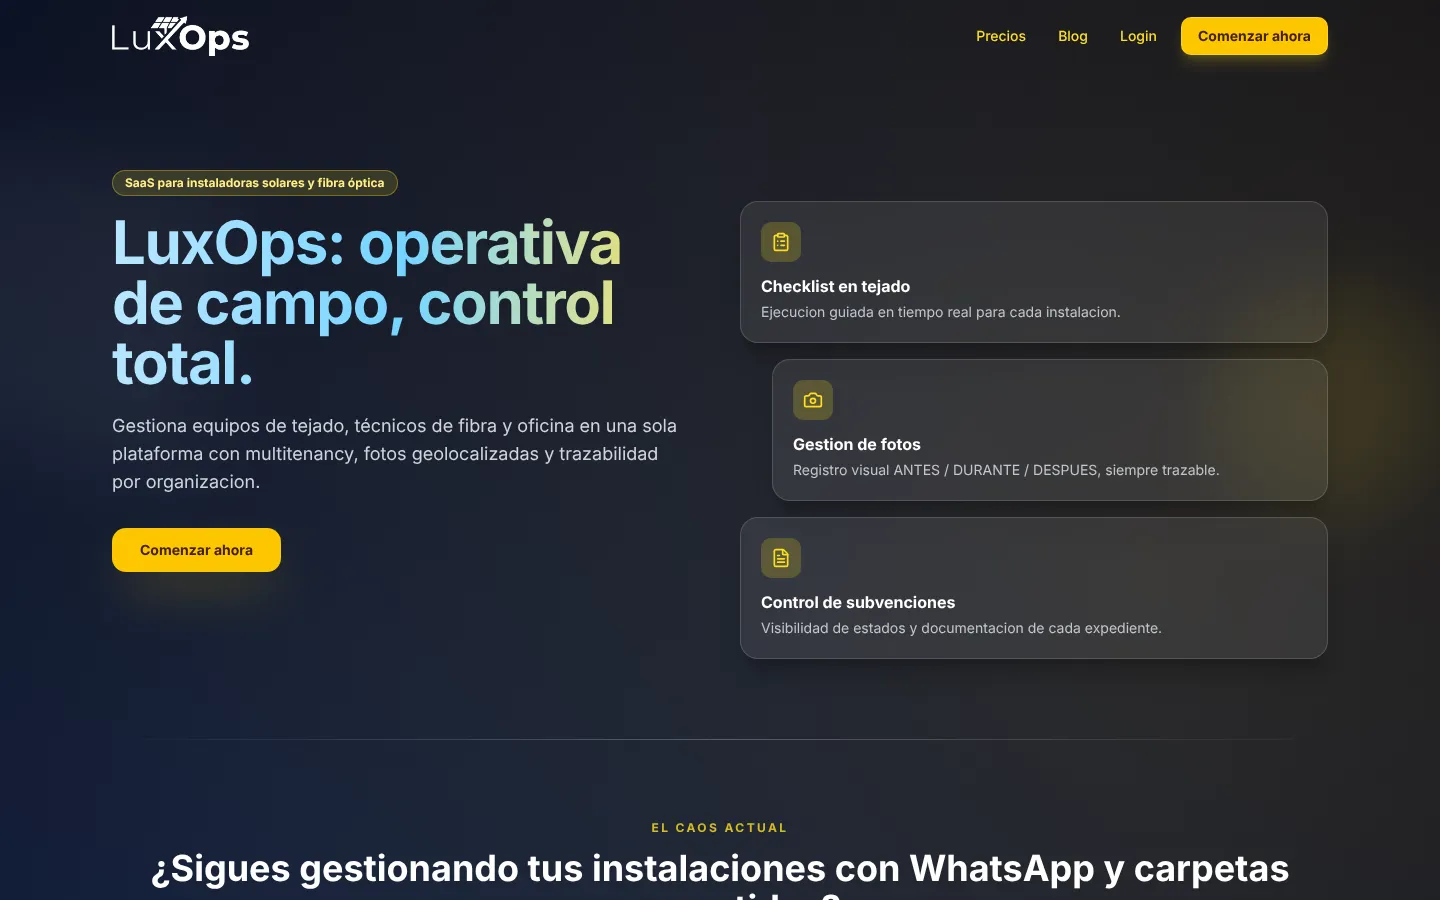 LuxOps
Precios
Blog
Login
Comenzar ahora
SaaS para instaladoras solares y fibra óptica
LuxOps: operativa
de campo, control
total.
Gestiona equipos de tejado, técnicos de fibra y oficina en una sola
plataforma con multitenancy, fotos geolocalizadas y trazabilidad
por organizacion.
Comenzar ahora
Checklist en tejado
Ejecucion guiada en tiempo real para cada instalacion.
Gestion de fotos
Registro visual ANTES / DURANTE / DESPUES, siempre trazable.
Control de subvenciones
Visibilidad de estados y documentacion de cada expediente.
EL CAOS ACTUAL
¿Sigues gestionando tus instalaciones con WhatsApp y carpetas